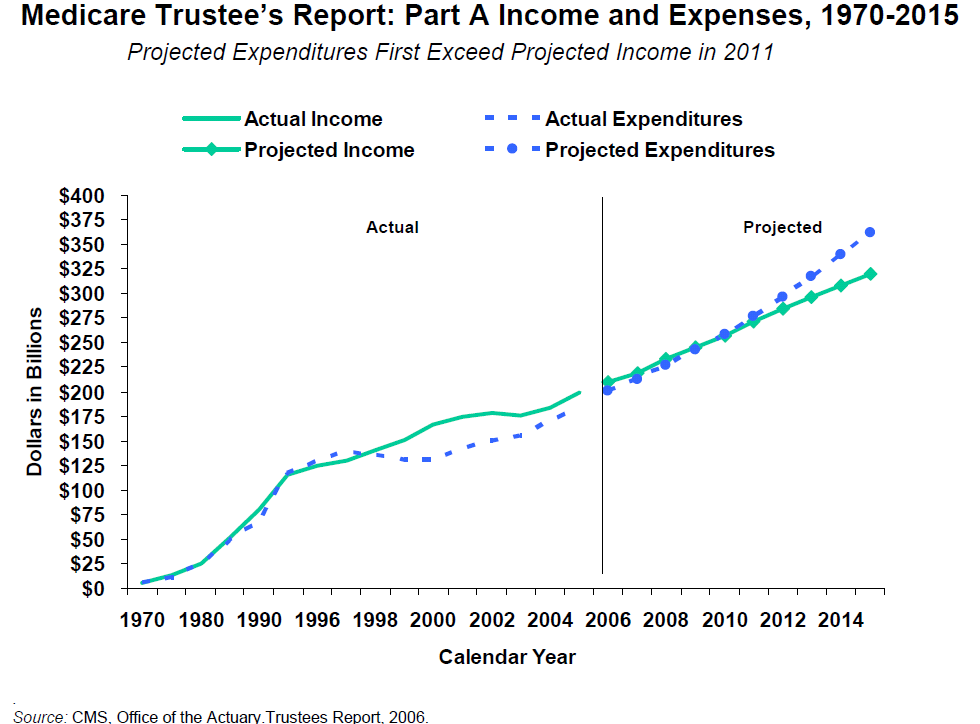 Medicare Trustee's Report: Part A Income and Expenses, 1970-2015
Projected Expenditures First Exceed Projected Income in 2011
Actual Income
Actual Expenditures
Projected Income
Projected Expenditures
$400
$375
$350
$325
$300
$275
$250
$225
$200
$175
$150
$125
$100
$75
$50
$25
$0
Dollars in Billions
Actual
Projected
1970 1980 1990 1996 1998 2000 2002 2004 2006 2008 2010 2012 2014
Calendar Year
.
Source: CMS, Office of the Actuary.Trustees Report, 2006.